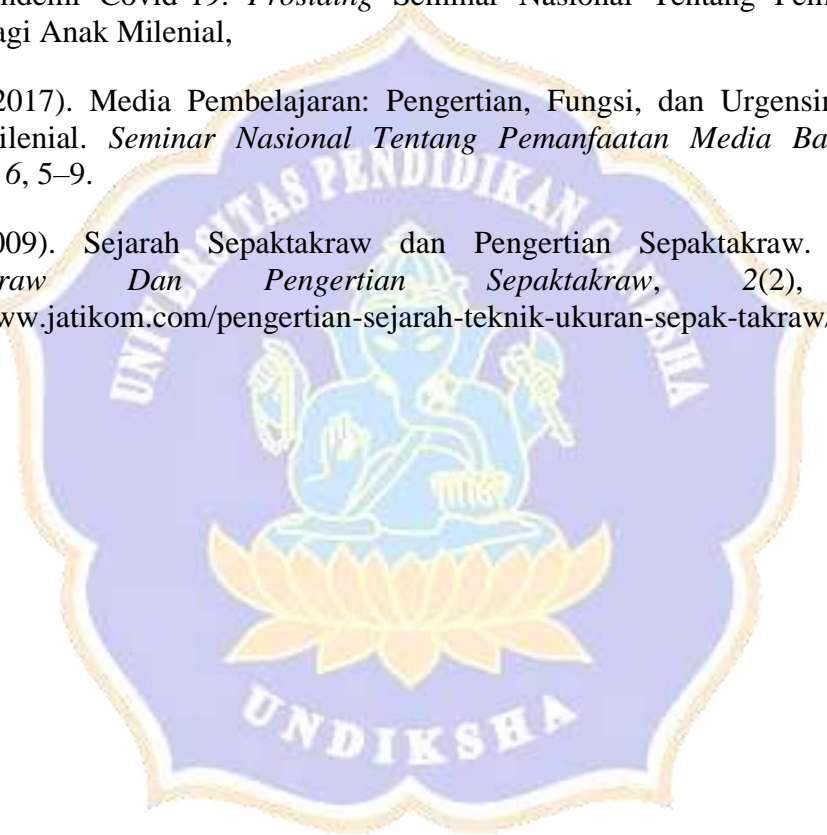 Covid-19. Prosiding Seminar Nasional Tentang
agi Anak Milenial,
2017). Media Pembelajaran: Pengertian, Fungsi, dan Urgensin
ilenial. Seminar Nasional Tentang Pemanfaatan Media Ba
6, 5–9.
009). Sejarah Sepaktakraw dan Pengertian Sepaktakraw.
raw Dan Pengertian Sepaktakraw, 2(2),
ww.jatikom.com/pengertian-sejarah-teknik-ukuran-sepak-takraw/
UNIVERSITAS PENDIDIKAN GANESHA
UNDIKSHA